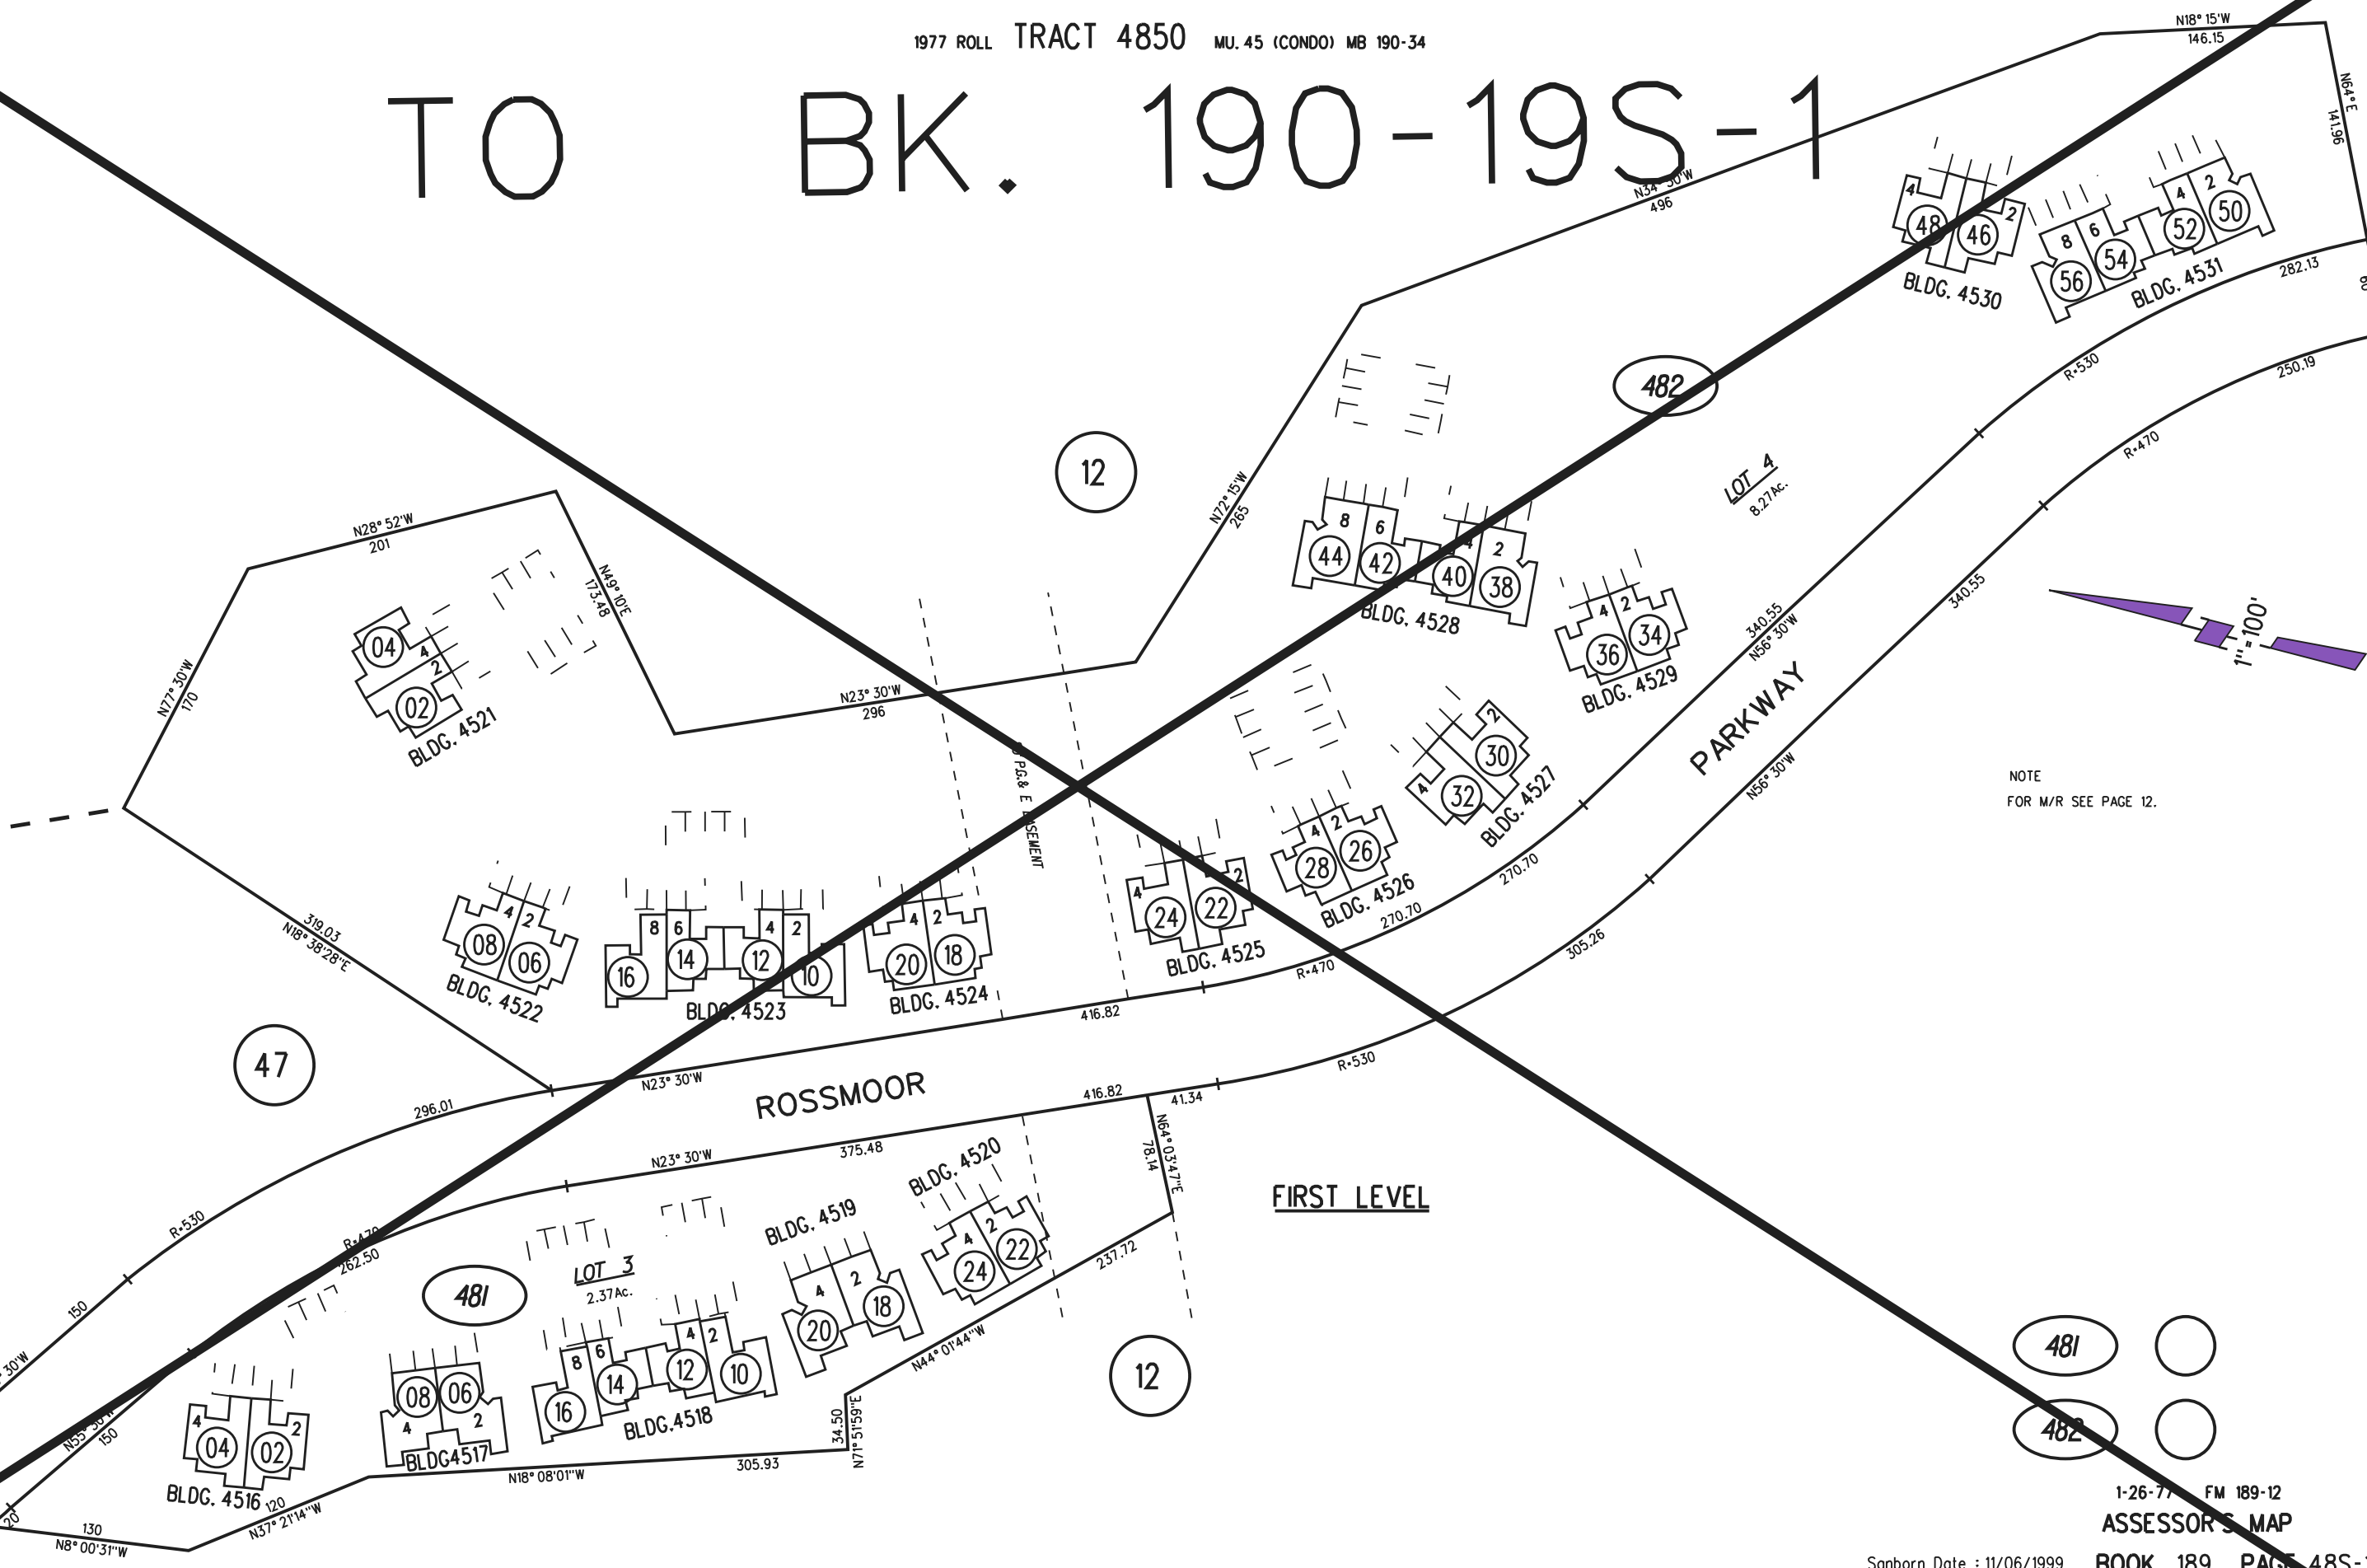 1977 ROLL TRACT 4850 MU. 45 (CONDO) MB 190-34
TO BK. 190-19S-1
N18° 15'W
146.15
N64° E
141.96
N34° 30'W
496
4
48
46
2
BLDG. 4530
8
6
56
54
4
2
52
50
BLDG. 4531
282.13
R=530
250.19
R=470
482
12
LOT 4
8.27Ac.
N72° 15'W
265
8
6
44
42
4
2
40
38
BLDG. 4528
4
2
36
34
BLDG. 4529
340.55
N56° 30'W
340.55
N56° 30'W
PARKWAY
1"=100'
NOTE
FOR M/R SEE PAGE 12.
N28° 52'W
201
N49° 10'E
173.48
N77° 30'W
170
04
4
2
02
BLDG. 4521
N23° 30'W
296
P.G.& E EASEMENT
2
30
4
32
BLDG. 4527
4
2
28
26
BLDG. 4526
4
2
24
22
BLDG. 4525
270.70
270.70
R=470
305.26
R=530
319.03
N18° 38'28"E
4
2
08
06
BLDG. 4522
8
6
16
14
4
2
12
10
BLDG. 4523
4
2
20
18
BLDG. 4524
416.82
N23° 30'W
47
296.01
ROSSMOOR
416.82
41.34
N23° 30'W
375.48
N64° 03'47"E
78.14
R=530
R=470
262.50
150
30'W
N55° 30'W
150
20
481
LOT 3
2.37Ac.
FIRST LEVEL
4
2
04
02
BLDG. 4516
08
06
4
2
BLDG4517
8
6
16
14
4
2
12
10
BLDG.4518
BLDG. 4519
4
2
20
18
BLDG. 4520
4
2
24
22
237.72
N44° 01'44"W
34.50
N71° 51'59"E
305.93
N18° 08'01"W
120
N37° 21'14"W
130
N8° 00'31"W
12
481
482
1-26-77 FM 189-12
ASSESSOR'S MAP
Sanborn Date : 11/06/1999 BOOK 189 PAGE 48S-